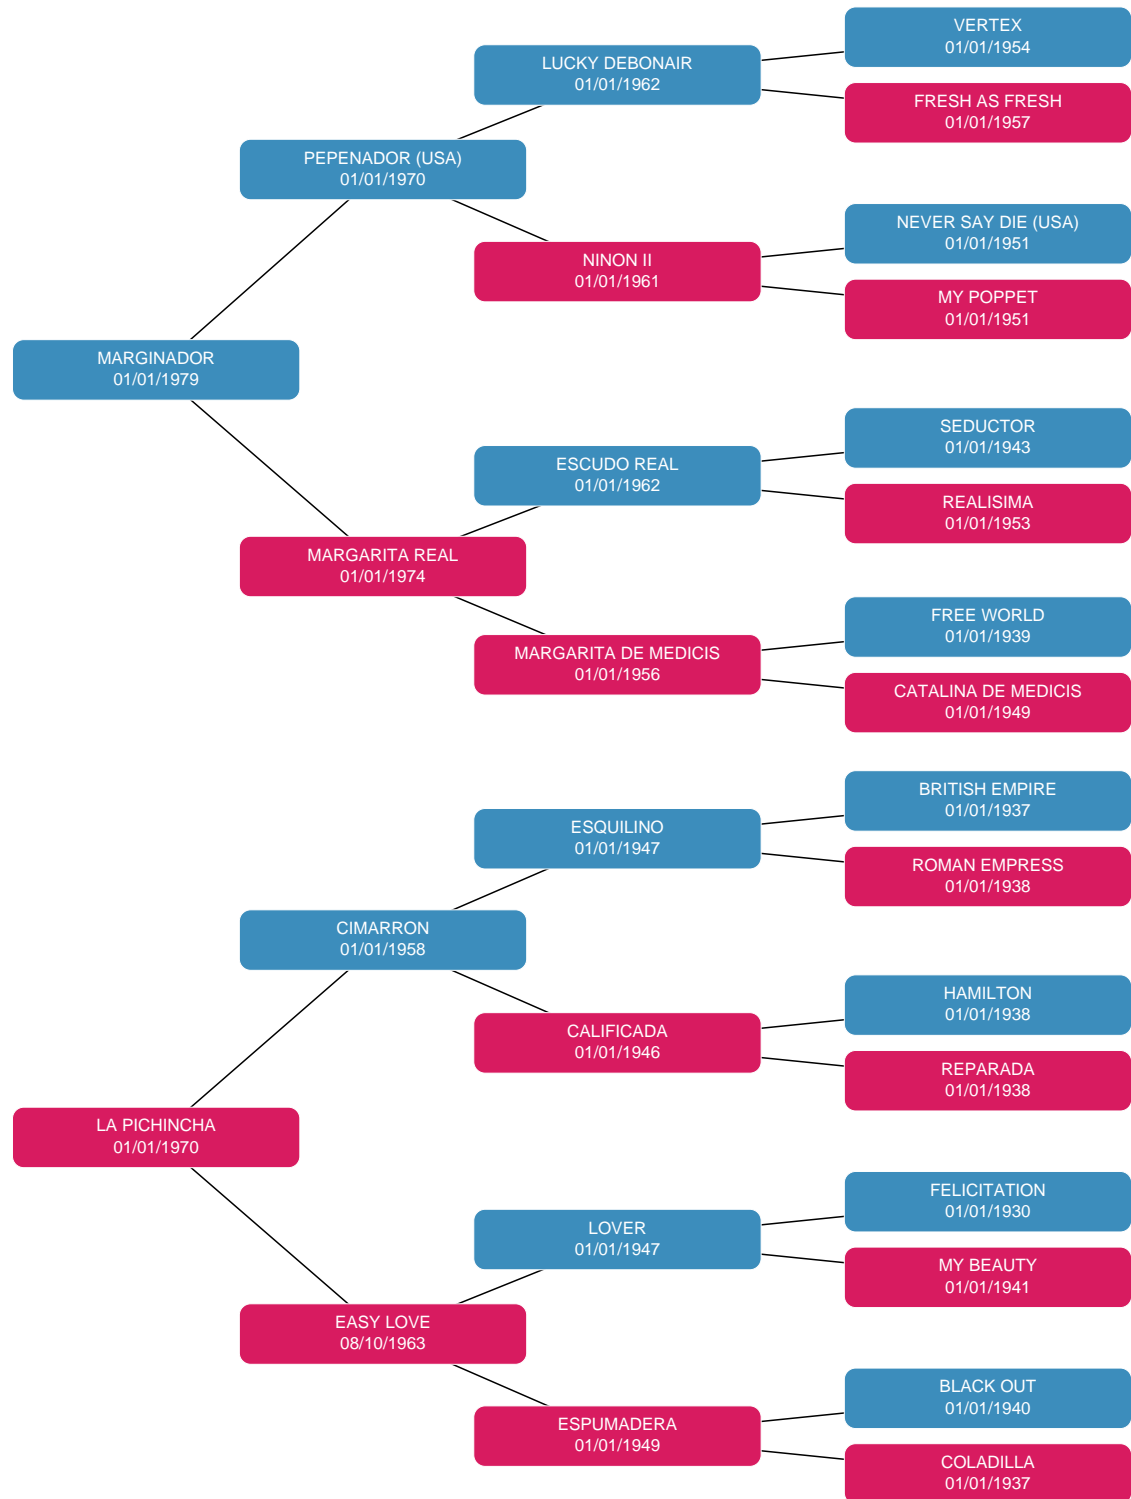 VERTEX
01/01/1954
LUCKY DEBONAIR
01/01/1962
FRESH AS FRESH
01/01/1957
PEPENADOR (USA)
01/01/1970
NEVER SAY DIE (USA)
01/01/1951
NINON II
01/01/1961
MY POPPET
01/01/1951
MARGINADOR
01/01/1979
SEDUCTOR
01/01/1943
ESCUDO REAL
01/01/1962
REALISIMA
01/01/1953
MARGARITA REAL
01/01/1974
FREE WORLD
01/01/1939
MARGARITA DE MEDICIS
01/01/1956
CATALINA DE MEDICIS
01/01/1949
BRITISH EMPIRE
01/01/1937
ESQUILINO
01/01/1947
ROMAN EMPRESS
01/01/1938
CIMARRON
01/01/1958
HAMILTON
01/01/1938
CALIFICADA
01/01/1946
REPARADA
01/01/1938
LA PICHINCHA
01/01/1970
FELICITATION
01/01/1930
LOVER
01/01/1947
MY BEAUTY
01/01/1941
EASY LOVE
08/10/1963
BLACK OUT
01/01/1940
ESPUMADERA
01/01/1949
COLADILLA
01/01/1937